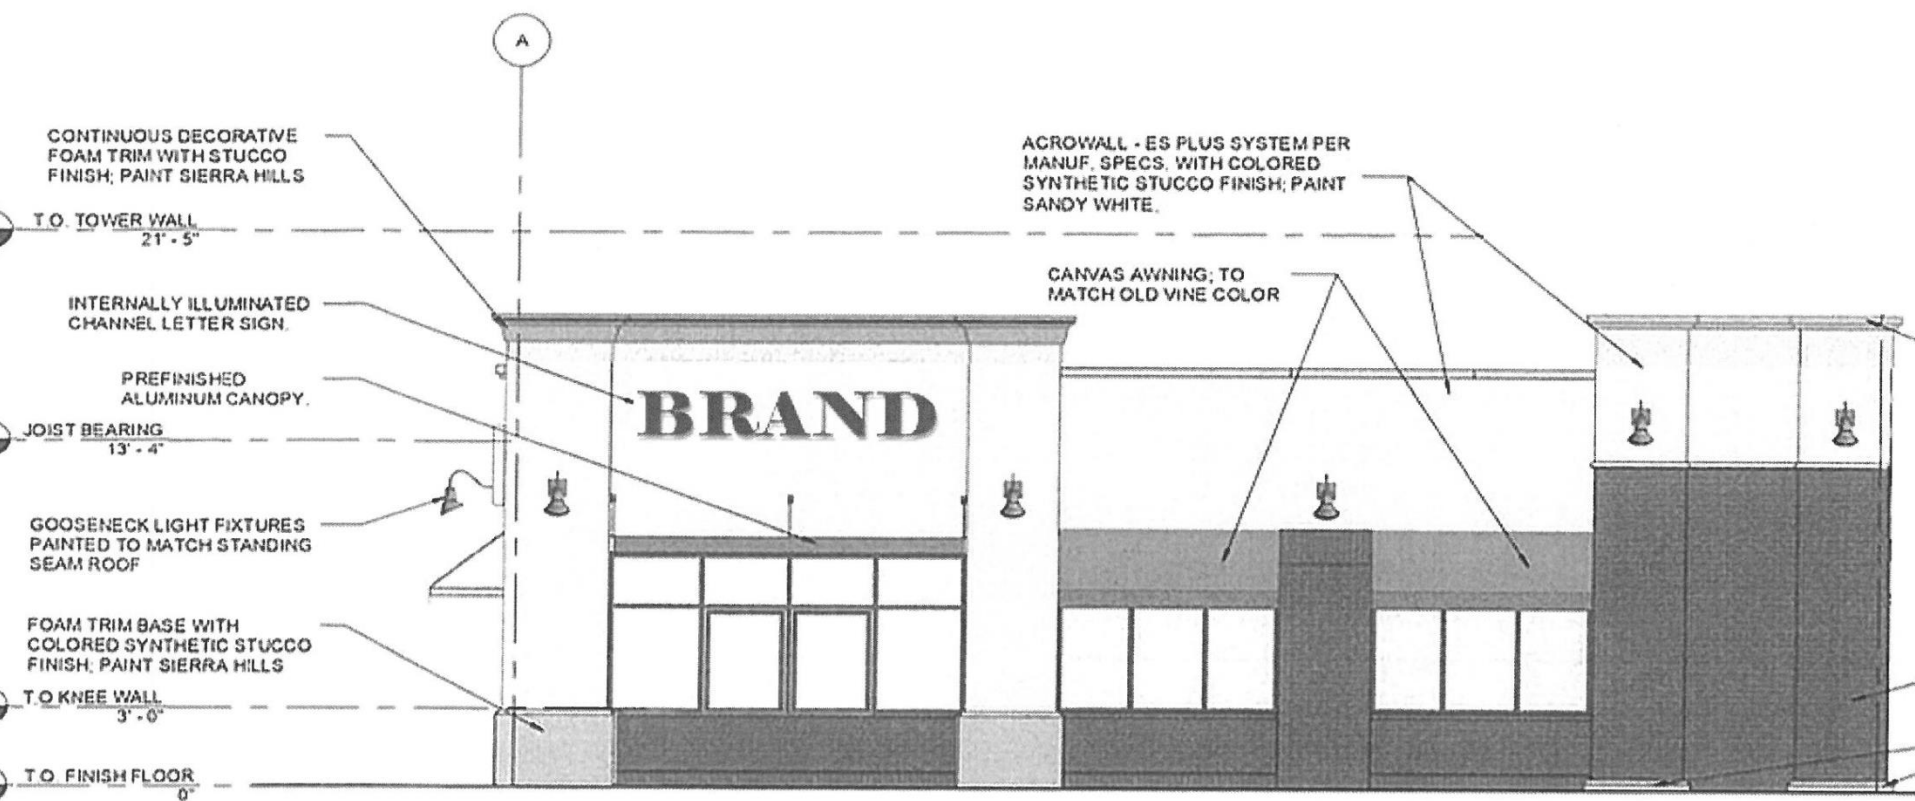 A
CONTINUOUS DECORATIVE
FOAM TRIM WITH STUCCO
FINISH; PAINT SIERRA HILLS
T.O. TOWER WALL
21' - 5"
INTERNALLY ILLUMINATED
CHANNEL LETTER SIGN.
PREFINISHED
ALUMINUM CANOPY.
JOIST BEARING
13' - 4"
GOOSENECK LIGHT FIXTURES
PAINTED TO MATCH STANDING
SEAM ROOF
FOAM TRIM BASE WITH
COLORED SYNTHETIC STUCCO
FINISH; PAINT SIERRA HILLS
T.O KNEE WALL
3' - 0"
T.O. FINISH FLOOR
0"
BRAND
ACROWALL - ES PLUS SYSTEM PER
MANUF. SPECS. WITH COLORED
SYNTHETIC STUCCO FINISH; PAINT
SANDY WHITE.
CANVAS AWNING; TO
MATCH OLD VINE COLOR